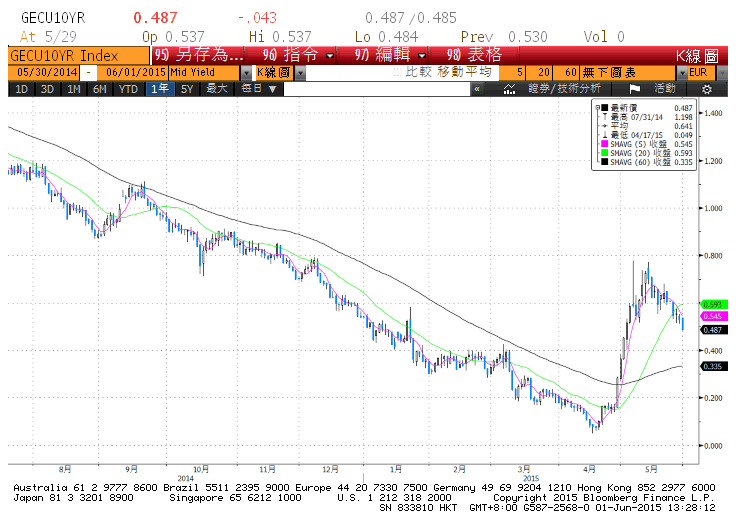 GECU10YR 0.487 -.043 0.487/0.485
At 5/29 Op 0.537 Hi 0.537 Lo 0.484 Prev 0.530 Vol 0
GECU10YR Index 95) 另存為... 96) 指令 97) 編輯 98) 表格 K線圖
05/30/2014 - 06/01/2015 Mid Yield K線圖 比較 移動平均 5 20 60 無下圖表 EUR
1D 3D 1M 6M YTD 1年 5Y 最大 每日 ▼ « 證券/技術分析 活動
最新價 0.487
最高 07/31/14 1.198
平均 0.641
最低 04/17/15 0.049
SMAVG (5) 收盤 0.545
SMAVG (20) 收盤 0.593
SMAVG (60) 收盤 0.335
1.400
1.200
1.000
0.800
0.593
0.545
0.487
0.400
0.335
0.200
0.000
8月 9月 10月 11月 12月 1月 2月 3月 4月 5月
2014 2015
Australia 61 2 9777 8600 Brazil 5511 2395 9000 Europe 44 20 7330 7500 Germany 49 69 9204 1210 Hong Kong 852 2977 6000
Japan 81 3 3201 8900 Singapore 65 6212 1000 U.S. 1 212 318 2000 Copyright 2015 Bloomberg Finance L.P.
SN 833810 HKT GMT+8:00 G587-2568-0 01-Jun-2015 13:28:12